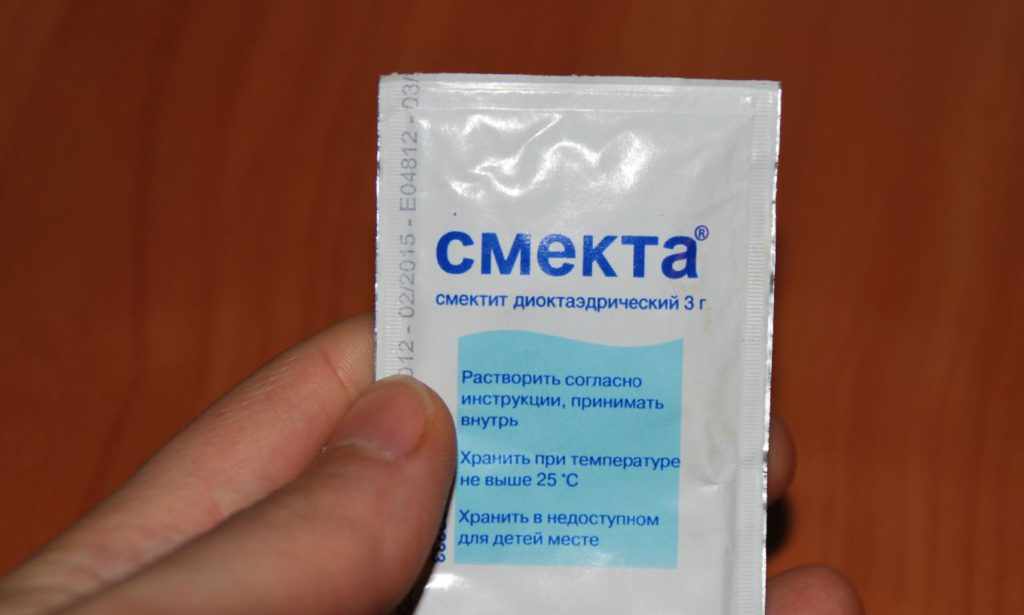 смекта®
смектит диоктаэдрический 3 г
Растворить согласно
инструкции, принимать
внутрь
Хранить при температуре
не выше 25 °С
Хранить в недоступном
для детей месте
012 - 02/2015 - E04812 - 03/